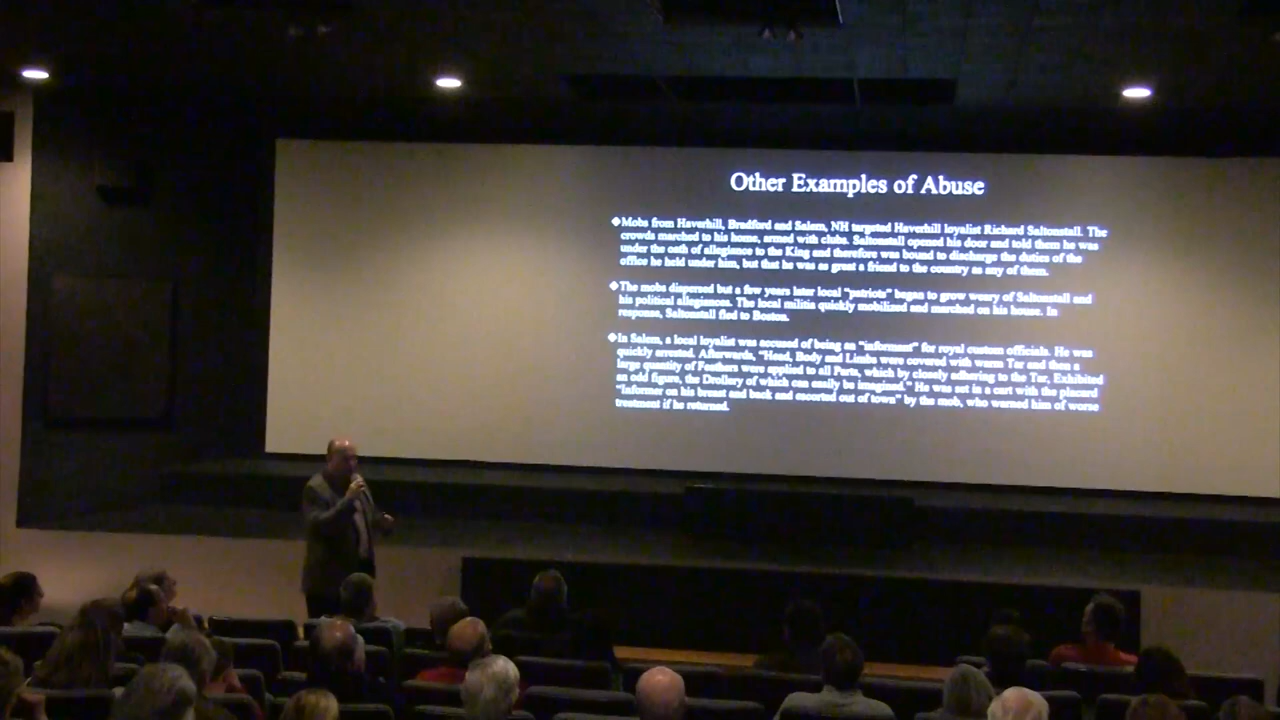 Other Examples of Abuse
❖Mobs from Haverhill, Bradford and Salem, NH targeted Haverhill loyalist Richard Saltonstall. The
crowds marched to his home, armed with clubs. Saltonstall opened his door and told them he was
under the oath of allegiance to the King and therefore was bound to discharge the duties of the
office he held under him, but that he was as great a friend to the country as any of them.
❖The mobs dispersed but a few years later local "patriots" began to grow weary of Saltonstall and
his political allegiances. The local militia quickly mobilized and marched on his house. In
response, Saltonstall fled to Boston.
❖In Salem, a local loyalist was accused of being an "informant" for royal custom officials. He was
quickly arrested. Afterwards, "Head, Body and Limbs were covered with warm Tar and then a
large quantity of Feathers were applied to all Parts, which by closely adhering to the Tar, Exhibited
an odd figure, the Drollery of which can easily be imagined." He was set in a cart with the placard
"Informer on his breast and back and escorted out of town" by the mob, who warned him of worse
treatment if he returned.